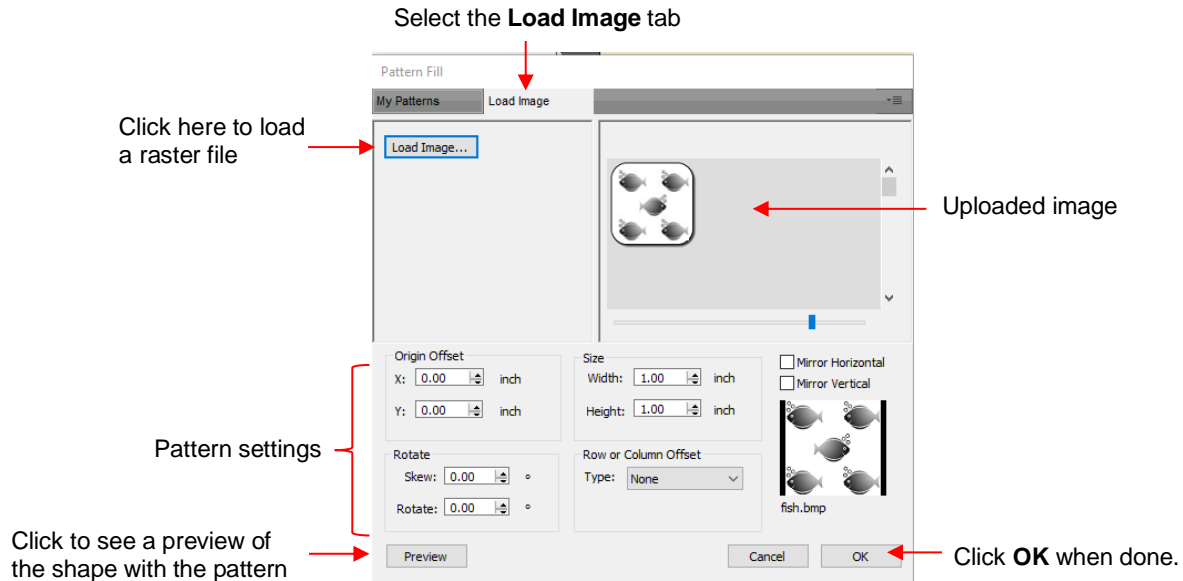 Select the Load Image tab
Pattern Fill
My Patterns Load Image
Click here to load
a raster file
Load Image...
Uploaded image
Origin Offset
X: 0.00 inch
Y: 0.00 inch
Size
Width: 1.00 inch
Height: 1.00 inch
Mirror Horizontal
Mirror Vertical
Pattern settings
Rotate
Skew: 0.00 °
Rotate: 0.00 °
Row or Column Offset
Type: None
fish.bmp
Click to see a preview of
the shape with the pattern
Preview
Cancel
OK
Click OK when done.